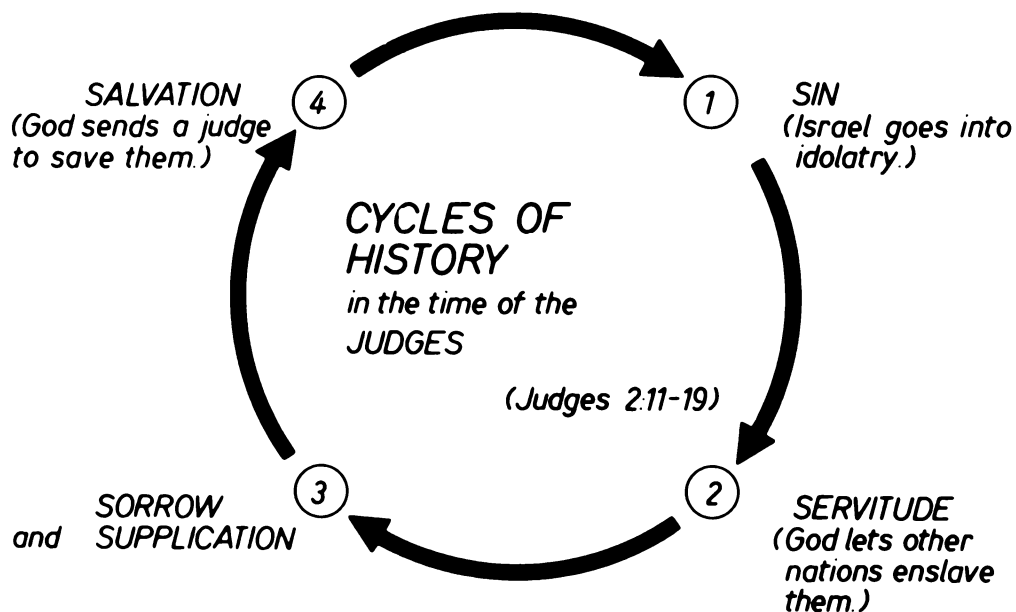 CYCLES OF
HISTORY
in the time of the
JUDGES
(Judges 2:11-19)
1
SIN
(Israel goes into
idolatry.)
2
SERVITUDE
(God lets other
nations enslave
them.)
3
SORROW
and SUPPLICATION
4
SALVATION
(God sends a judge
to save them.)